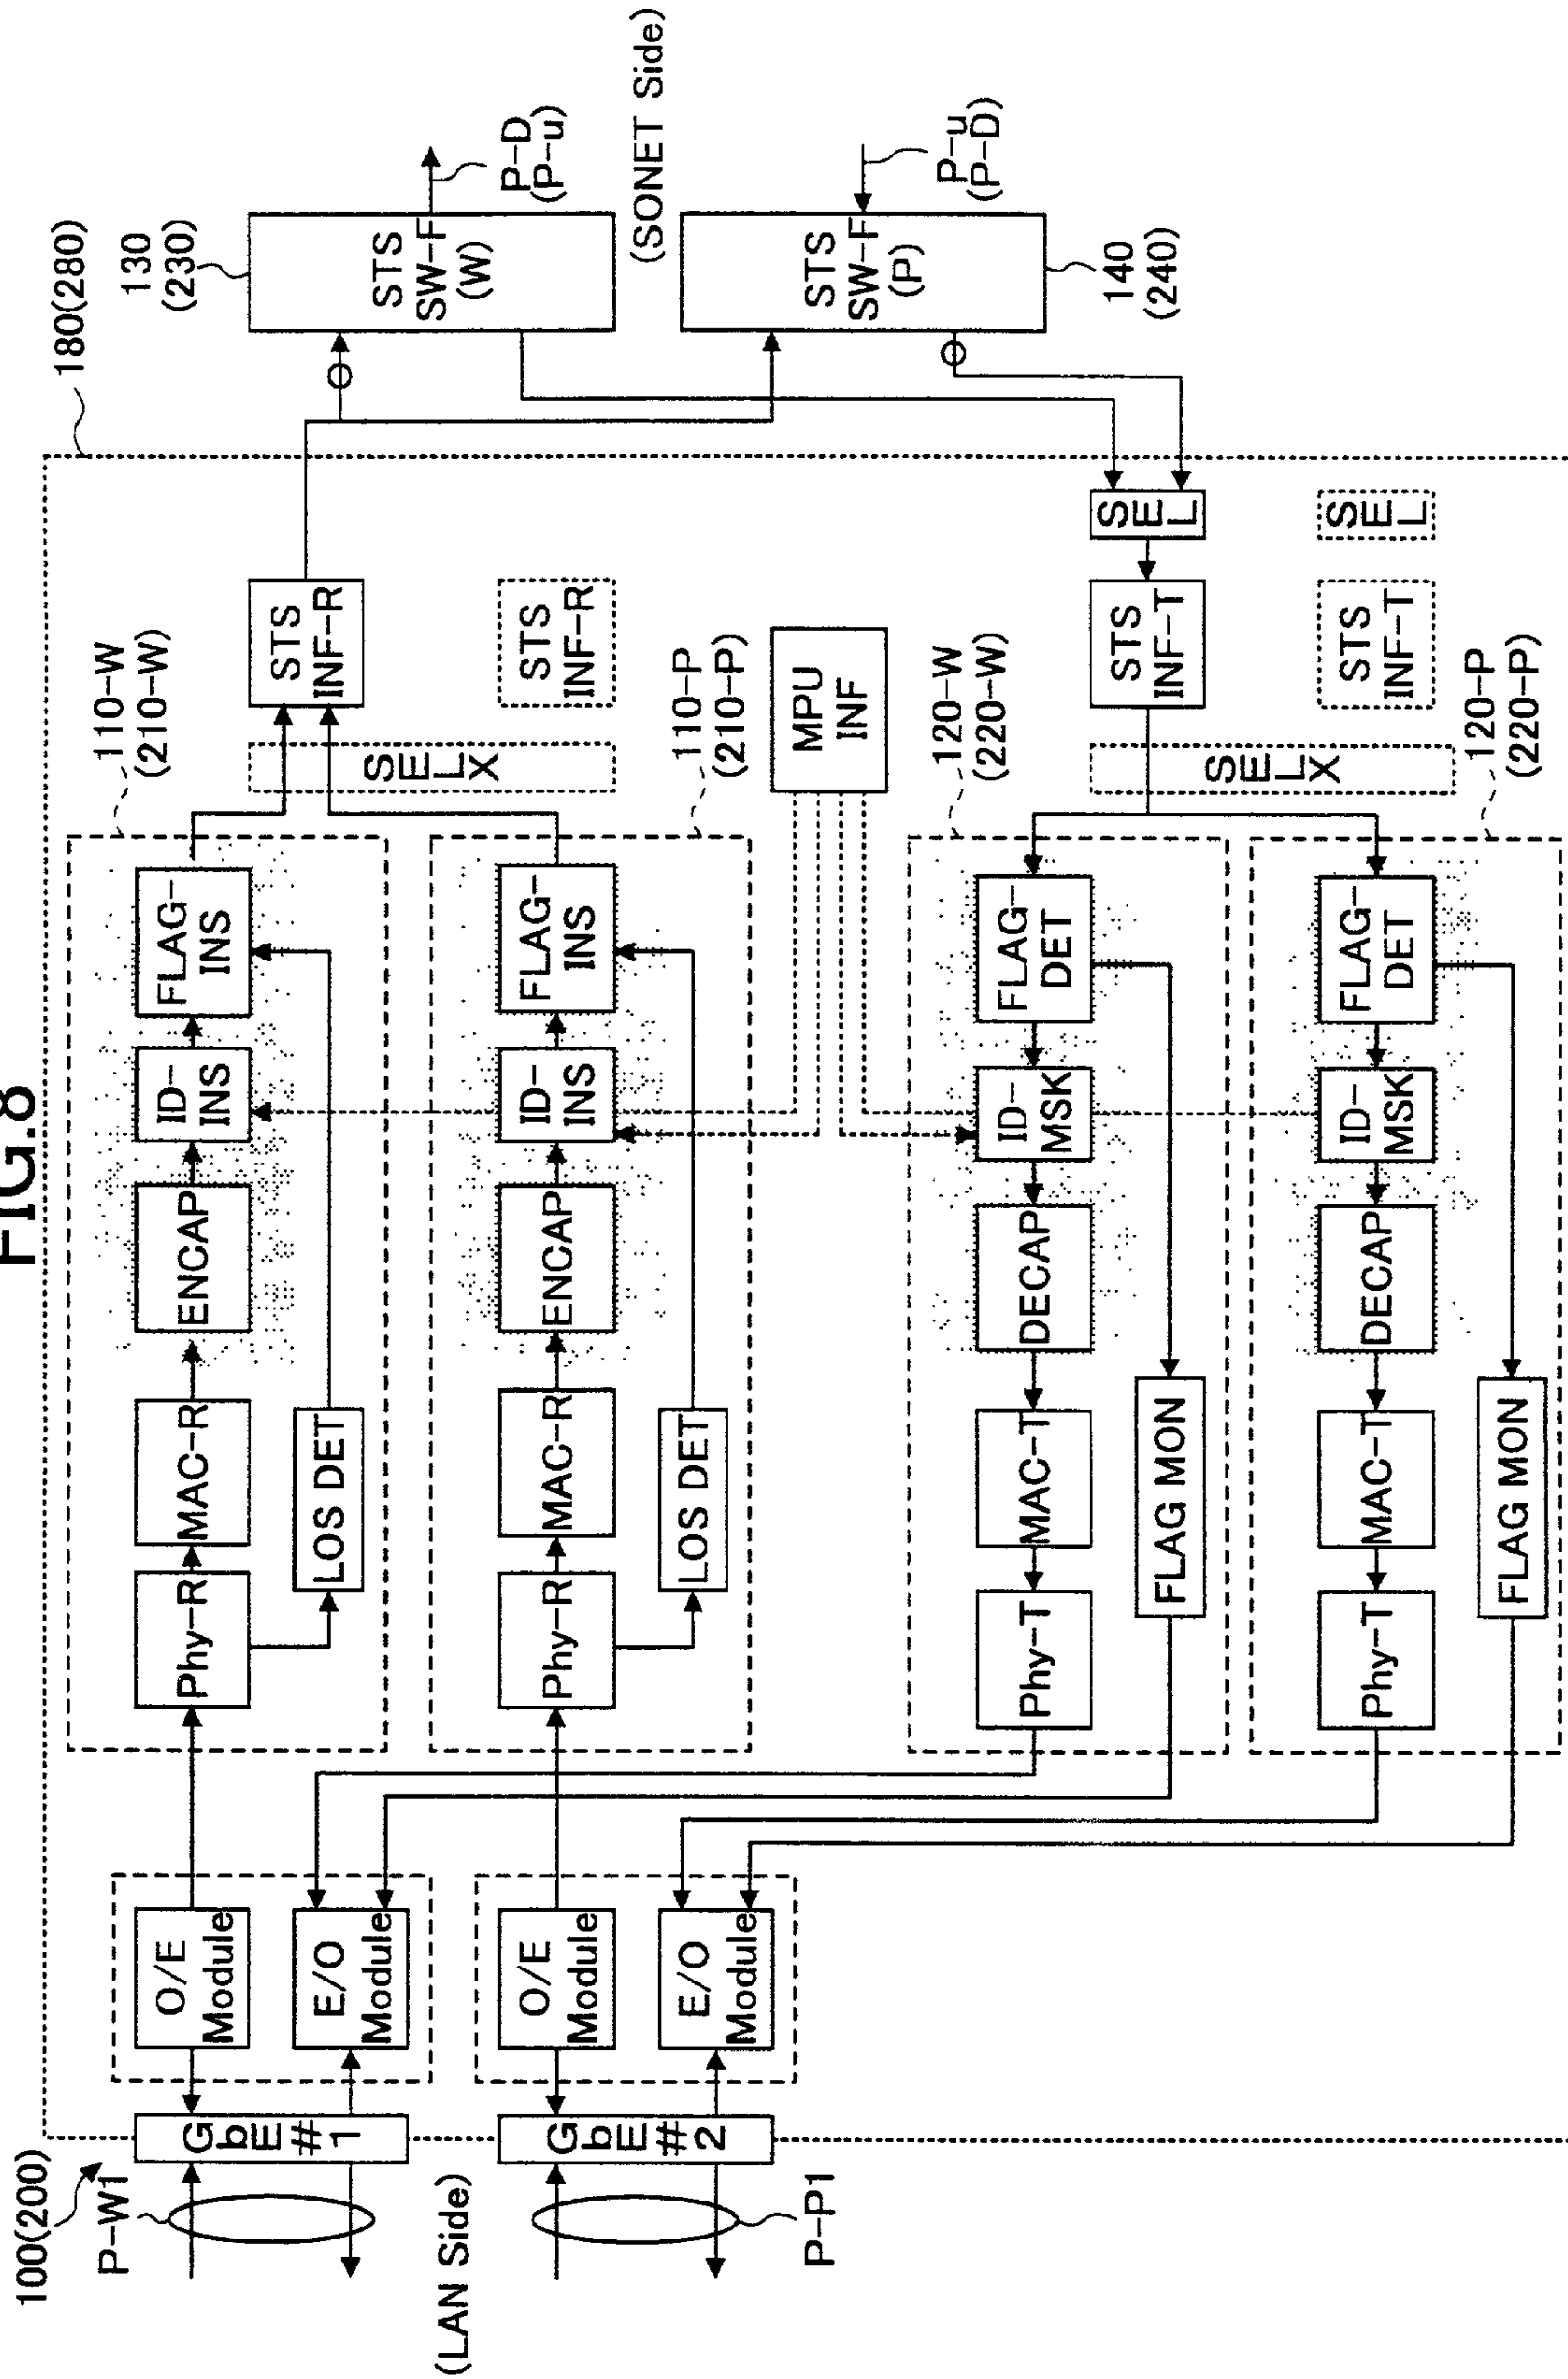 FIG.8
100(200)
P-W1
(LAN Side)
P-P1
GbE#1
GbE#2
O/E
Module
E/O
Module
O/E
Module
E/O
Module
180(280)
110-W
(210-W)
Phy-R
MAC-R
ENCAP
ID-
INS
FLAG-
INS
LOS DET
110-P
(210-P)
Phy-R
MAC-R
ENCAP
ID-
INS
FLAG-
INS
LOS DET
SELX
STS
INF-R
STS
INF-R
MPU
INF
120-W
(220-W)
Phy-T
MAC-T
DECAP
ID-
MSK
FLAG-
DET
FLAG MON
120-P
(220-P)
Phy-T
MAC-T
DECAP
ID-
MSK
FLAG-
DET
FLAG MON
SELX
STS
INF-T
STS
INF-T
SEL
SEL
130
(230)
STS
SW-F
(W)
P-D
(P-u)
(SONET Side)
STS
SW-F
(P)
P-u
(P-D)
140
(240)